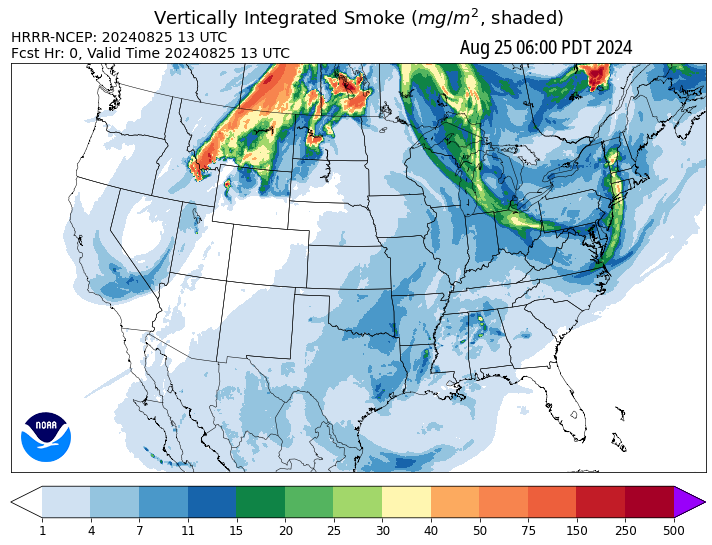 Vertically Integrated Smoke (mg/m², shaded)
HRRR-NCEP: 20240825 13 UTC
Fcst Hr: 0, Valid Time 20240825 13 UTC
Aug 25 06:00 PDT 2024
NOAA
1 4 7 11 15 20 25 30 40 50 75 150 250 500